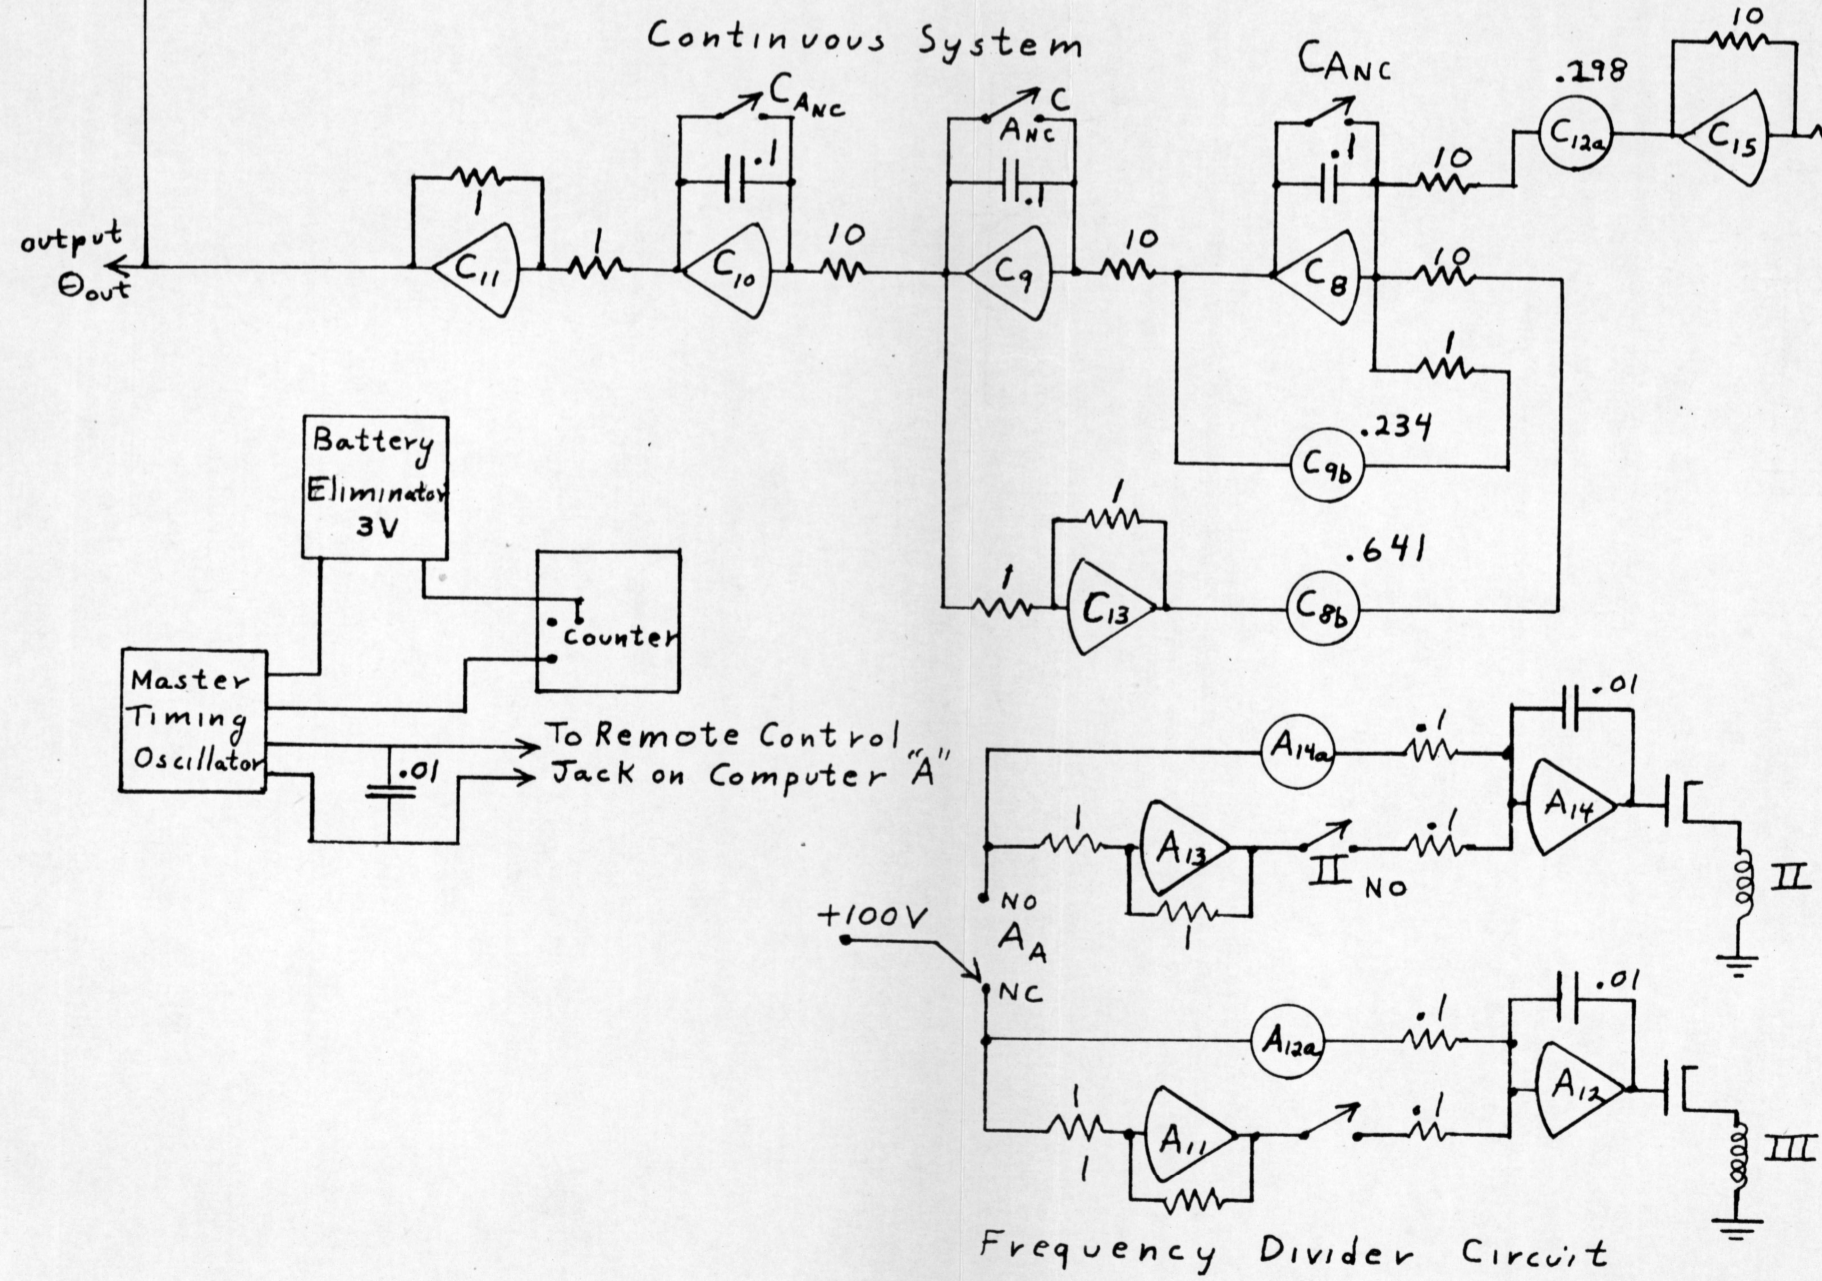 Continuous System
10
.198
C12a
C15
CANC
.1
10
C8
10
1
C ANC
.1
C9
10
CANC
.1
C10
10
1
C11
1
output
θout
.234
C9b
.641
C8b
1
C13
1
Battery
Eliminator
3V
Counter
Master
Timing
Oscillator
.01
To Remote Control
Jack on Computer "A"
A14a
.1
.01
A14
1
A13
1
II NO
.1
II
+100V
NO
AA
NC
A12a
.1
.01
A12
1
A11
1
.1
III
Frequency Divider Circuit